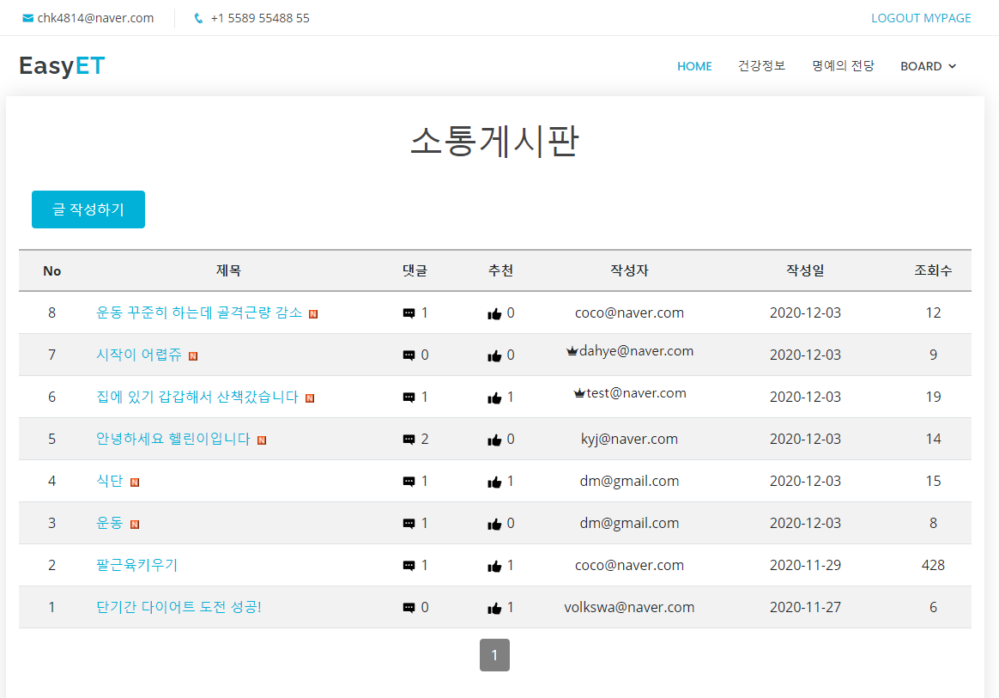 chk4814@naver.com +1 5589 55488 55 LOGOUT MYPAGE
EasyET HOME 건강정보 명예의 전당 BOARD
소통게시판
글 작성하기
No 제목 댓글 추천 작성자 작성일 조회수
8 운동 꾸준히 하는데 골격근량 감소 N 1 0 coco@naver.com 2020-12-03 12
7 시작이 어렵쥬 N 0 0 dahye@naver.com 2020-12-03 9
6 집에 있기 갑갑해서 산책갔습니다 N 1 1 test@naver.com 2020-12-03 19
5 안녕하세요 헬린이입니다 N 2 0 kyj@naver.com 2020-12-03 14
4 식단 N 1 1 dm@gmail.com 2020-12-03 15
3 운동 N 1 0 dm@gmail.com 2020-12-03 8
2 팔근육키우기 1 1 coco@naver.com 2020-11-29 428
1 단기간 다이어트 도전 성공! 0 1 volkswa@naver.com 2020-11-27 6
1